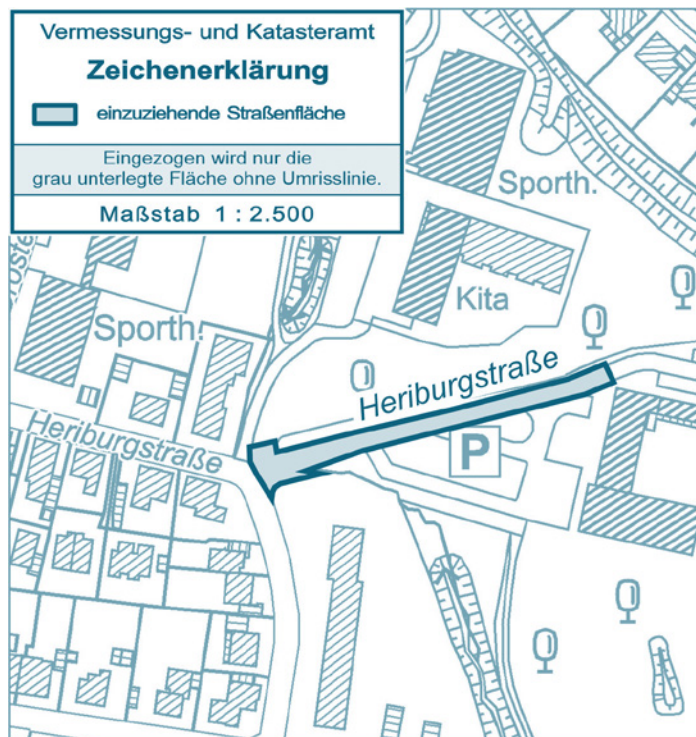 Vermessungs- und Katasteramt
Zeichenerklärung
einzuziehende Straßenfläche
Eingezogen wird nur die
grau unterlegte Fläche ohne Umrisslinie.
Maßstab 1 : 2.500
Sporth.
Kita
Sporth.
Heriburgstraße
Heriburgstraße
P